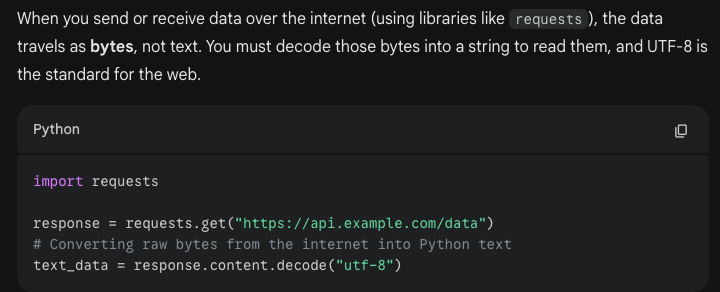 When you send or receive data over the internet (using libraries like requests), the data
travels as bytes, not text. You must decode those bytes into a string to read them, and UTF-8 is
the standard for the web.
Python
import requests
response = requests.get("https://api.example.com/data")
# Converting raw bytes from the internet into Python text
text_data = response.content.decode("utf-8")